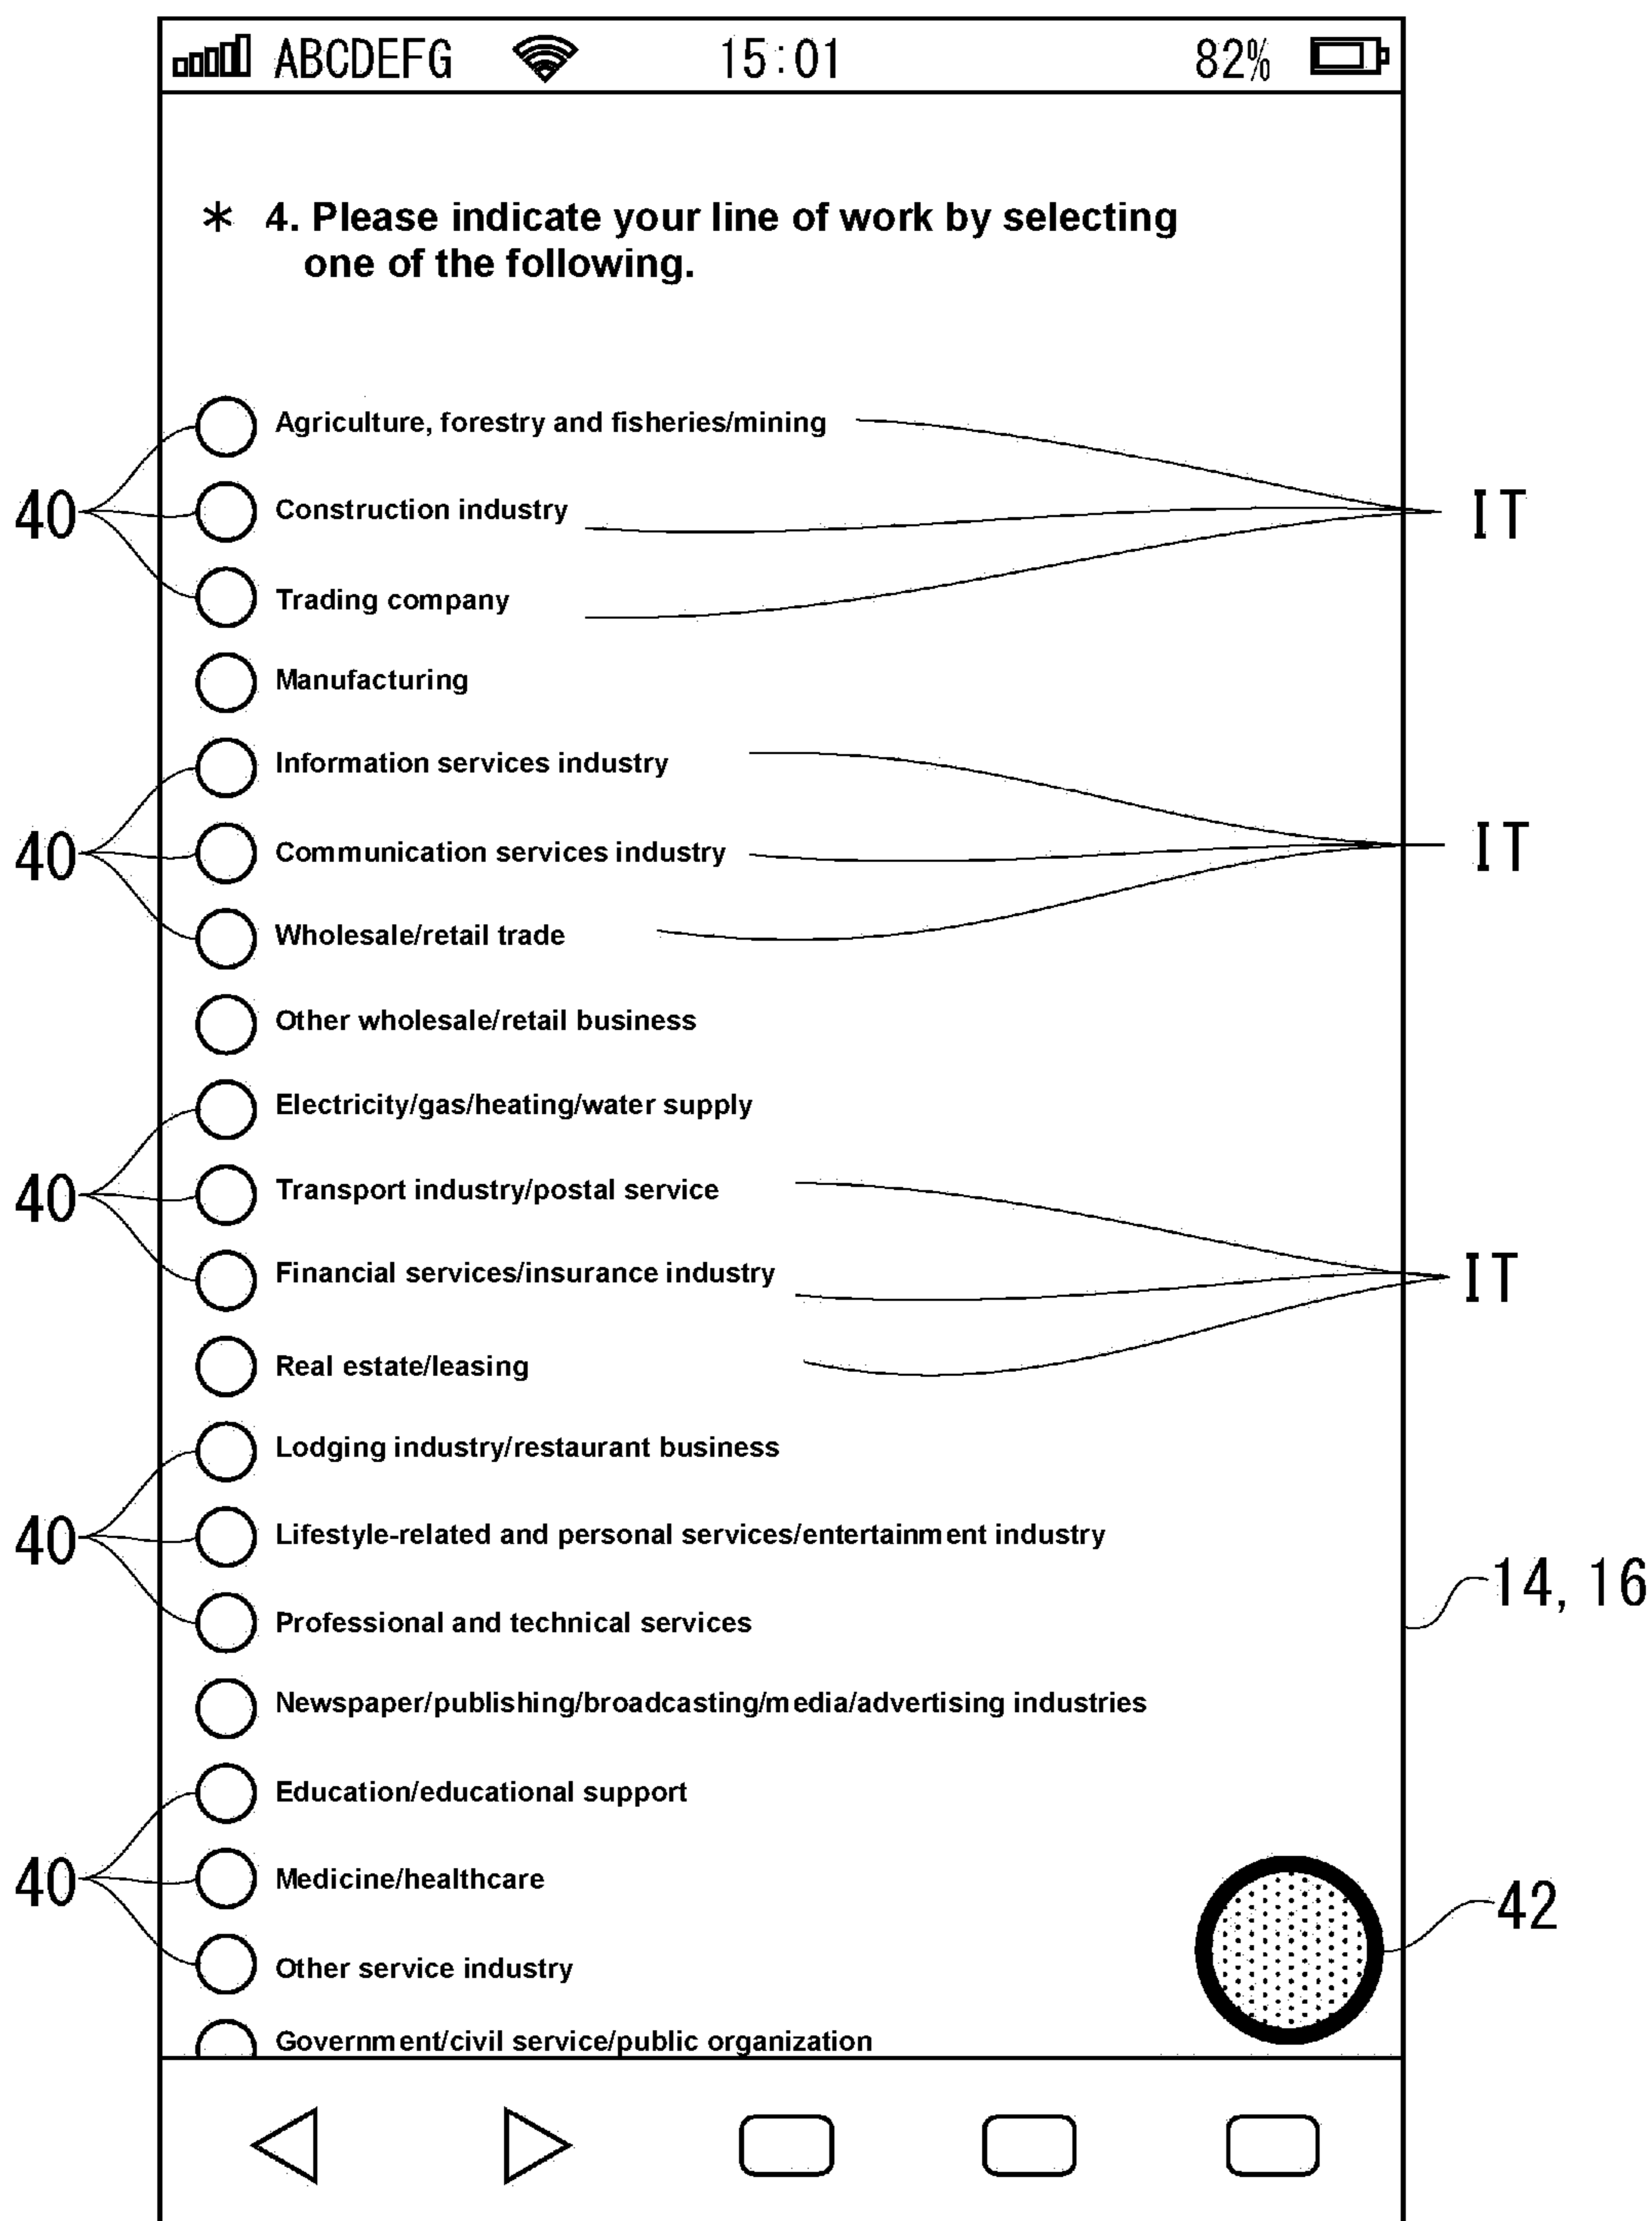 ABCDEFG 15:01 82%
* 4. Please indicate your line of work by selecting
one of the following.
Agriculture, forestry and fisheries/mining
40 Construction industry IT
Trading company
Manufacturing
Information services industry
40 Communication services industry IT
Wholesale/retail trade
Other wholesale/retail business
Electricity/gas/heating/water supply
40 Transport industry/postal service
Financial services/insurance industry IT
Real estate/leasing
Lodging industry/restaurant business
40 Lifestyle-related and personal services/entertainment industry
14, 16
Professional and technical services
Newspaper/publishing/broadcasting/media/advertising industries
Education/educational support
40 Medicine/healthcare
42
Other service industry
Government/civil service/public organization